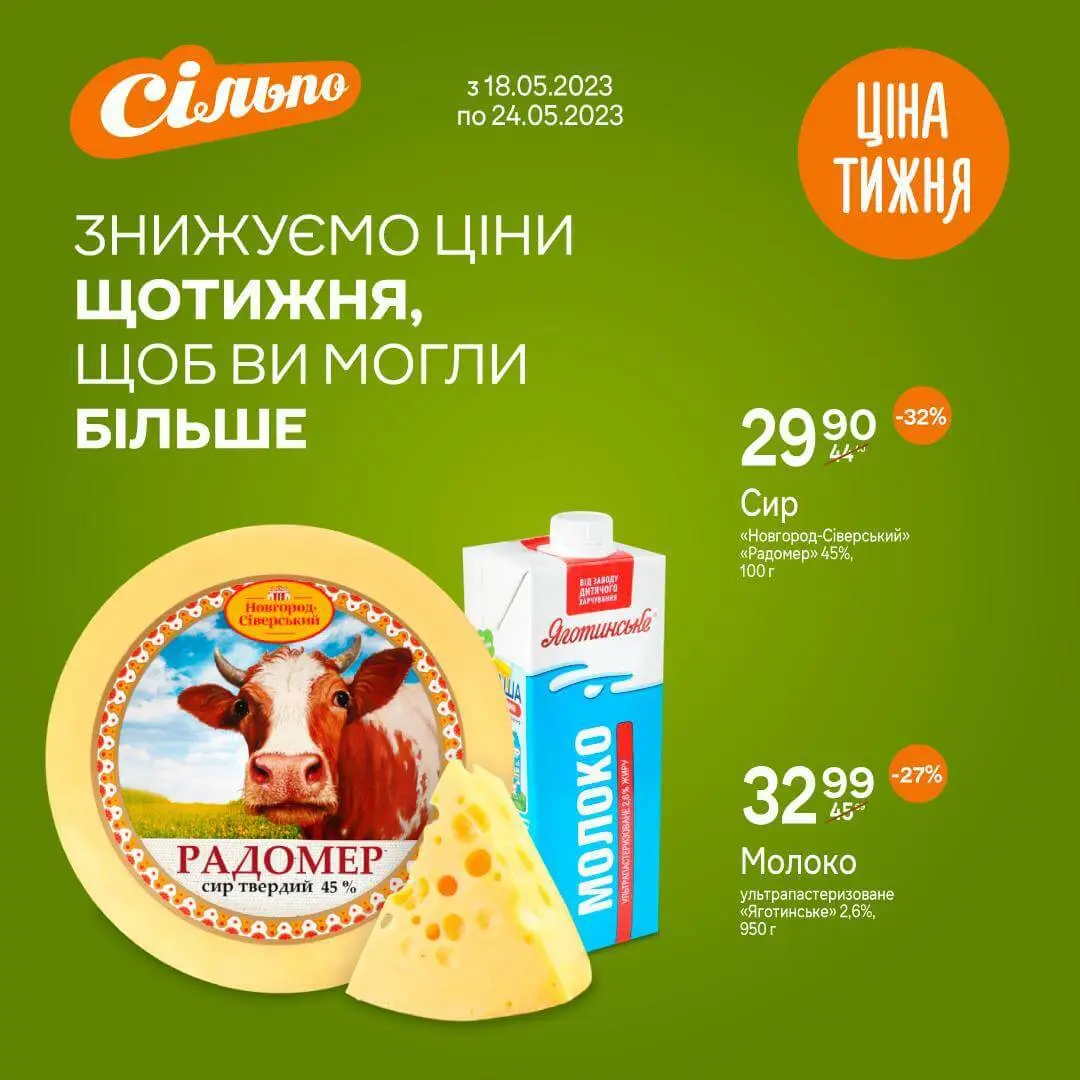 Сільпо
з 18.05.2023
по 24.05.2023
ЦІНА
ТИЖНЯ
ЗНИЖУЄМО ЦІНИ
ЩОТИЖНЯ,
ЩОБ ВИ МОГЛИ
БІЛЬШЕ
29 90
-32%
44
Сир
«Новгород-Сіверський»
«Радомер» 45%,
100 г
Новгород-
Сіверський
РАДОМЕР
сир твердий 45 %
ВІД ЗАВОДУ
ДИТЯЧОГО
ХАРЧУВАННЯ
Яготинське
МОЛОКО
УЛЬТРАПАСТЕРИЗОВАНЕ 2,6% ЖИРУ
32 99
-27%
45
Молоко
ультрапастеризоване
«Яготинське» 2,6%,
950 г